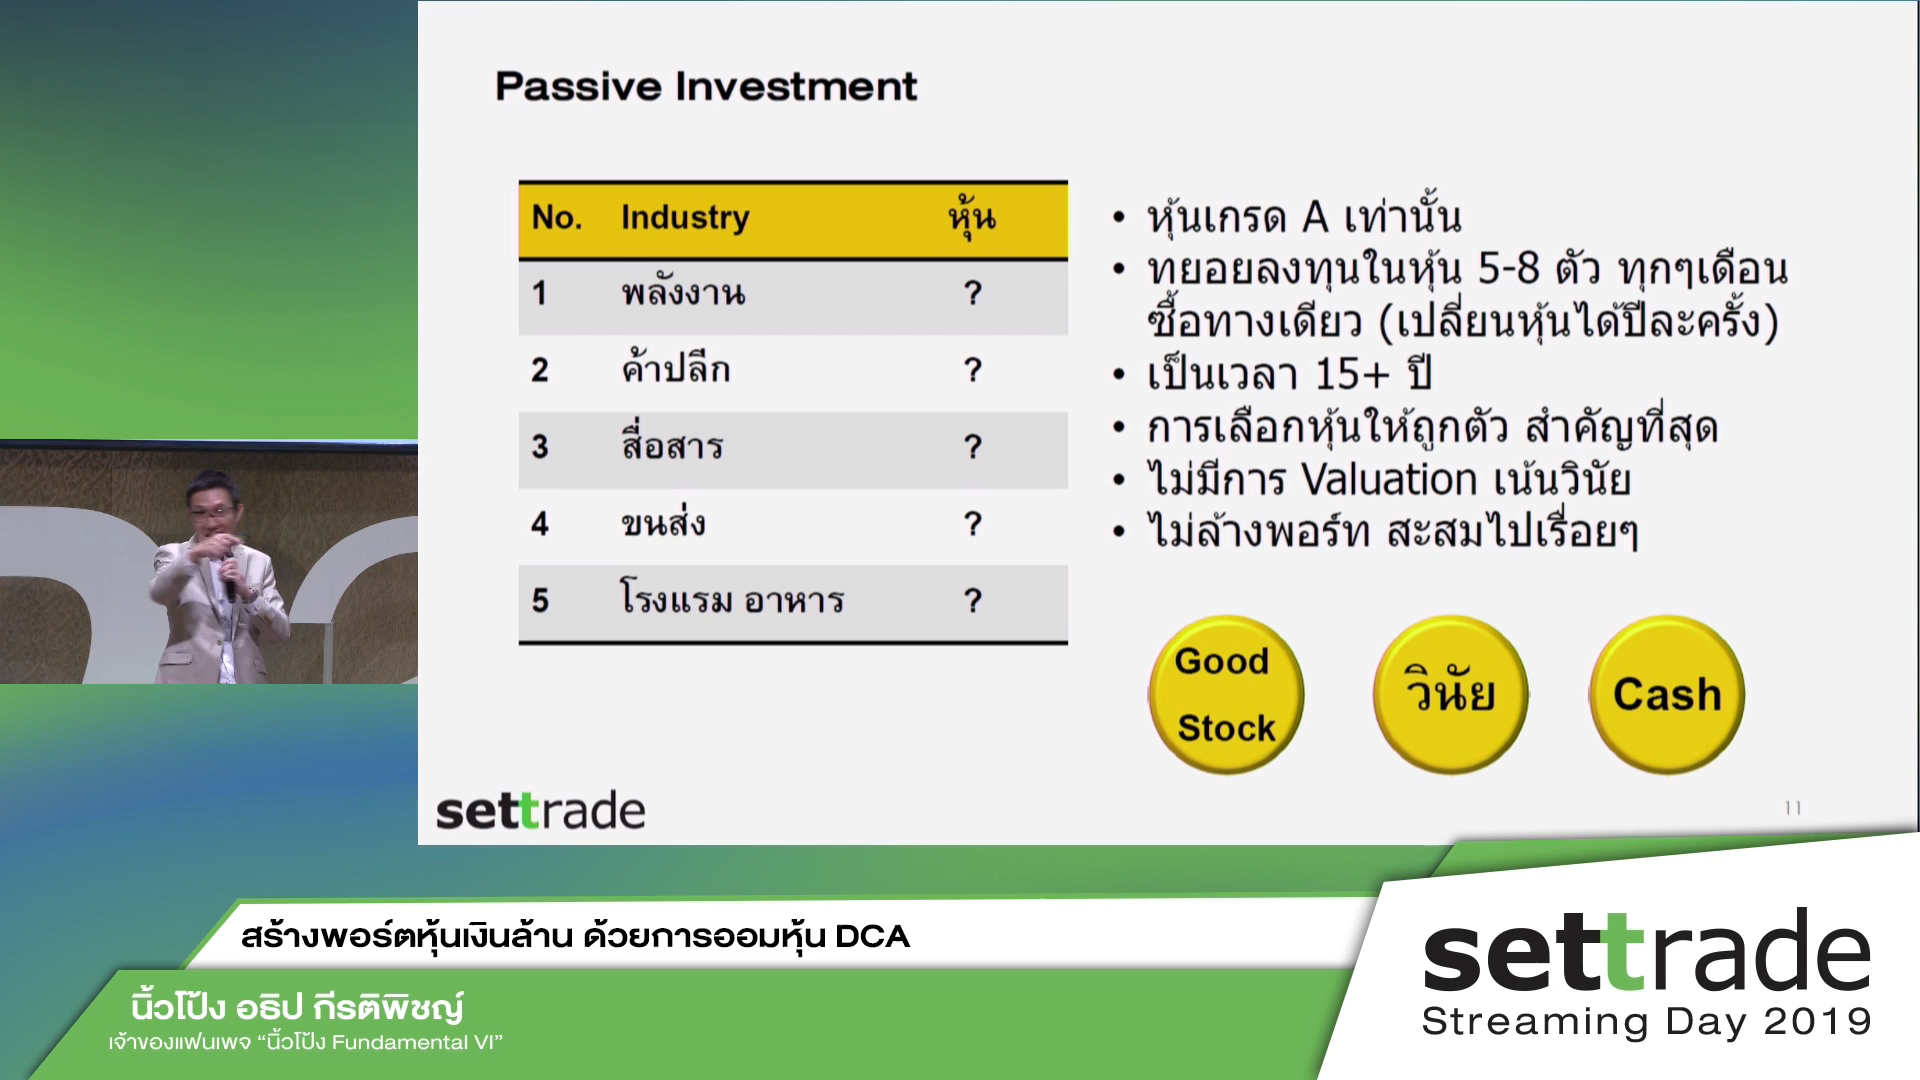 Passive Investment
No. Industry หุ้น
1 พลังงาน ?
2 ค้าปลีก ?
3 สื่อสาร ?
4 ขนส่ง ?
5 โรงแรม อาหาร ?
• หุ้นเกรด A เท่านั้น
• ทยอยลงทุนในหุ้น 5-8 ตัว ทุกๆเดือน
ซื้อทางเดียว (เปลี่ยนหุ้นได้ปีละครั้ง)
• เป็นเวลา 15+ ปี
• การเลือกหุ้นให้ถูกตัว สำคัญที่สุด
• ไม่มีการ Valuation เน้นวินัย
• ไม่ล้างพอร์ท สะสมไปเรื่อยๆ
Good
Stock
วินัย
Cash
settrade
11
สร้างพอร์ตหุ้นเงินล้าน ด้วยการออมหุ้น DCA
นิ้วโป้ง อธิป กีรติพิชญ์
เจ้าของแฟนเพจ “นิ้วโป้ง Fundamental VI”
settrade
Streaming Day 2019